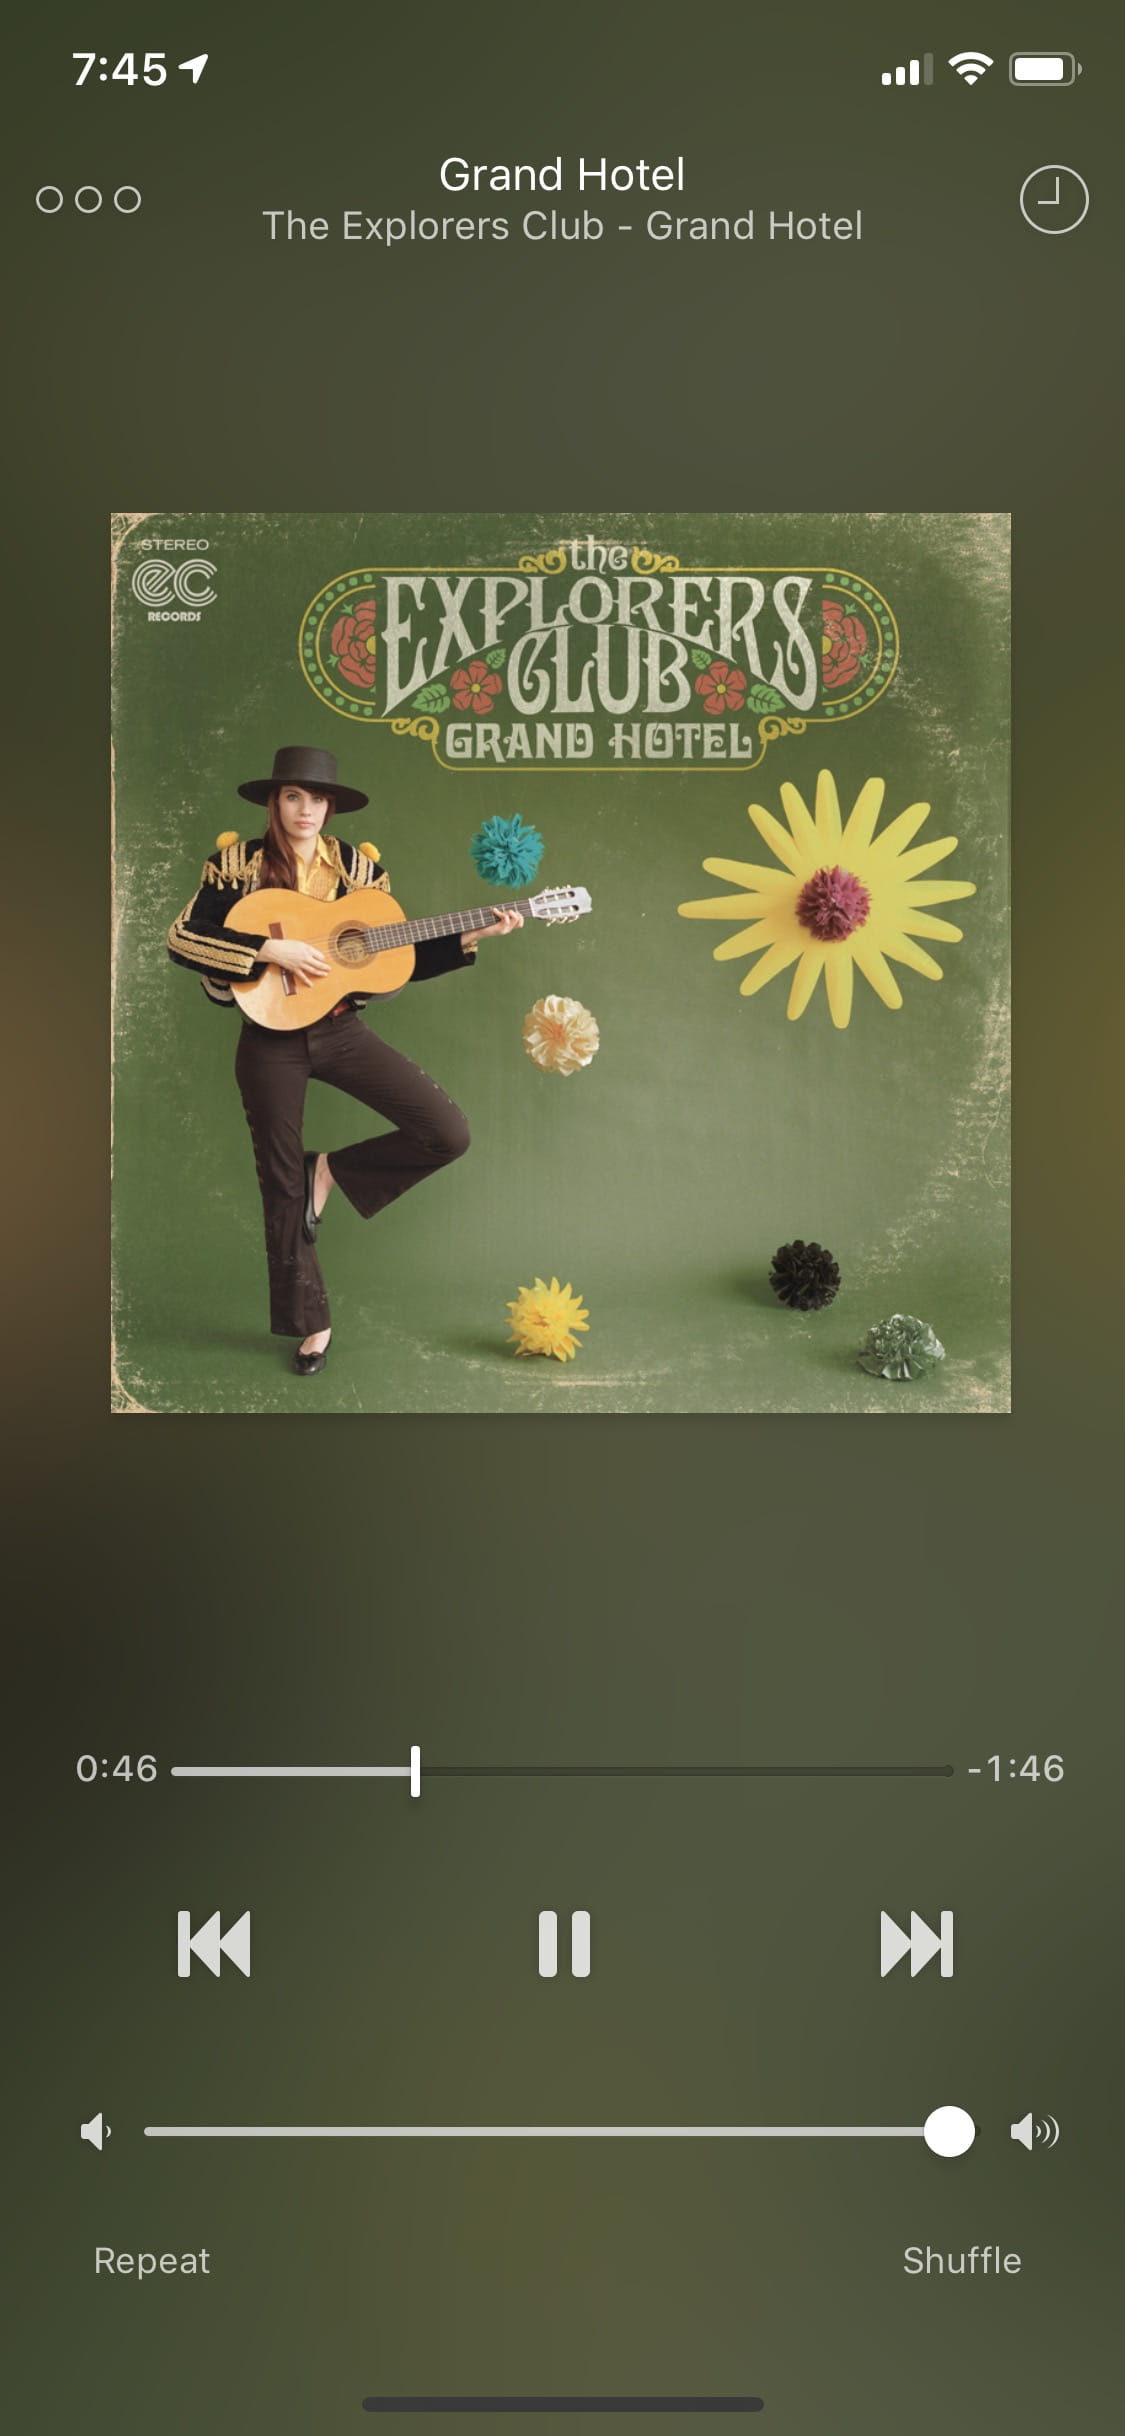 7:45
Grand Hotel
The Explorers Club - Grand Hotel
STEREO
ec
RECORDS
the
EXPLORERS
CLUB
GRAND HOTEL
0:46
-1:46
Repeat
Shuffle